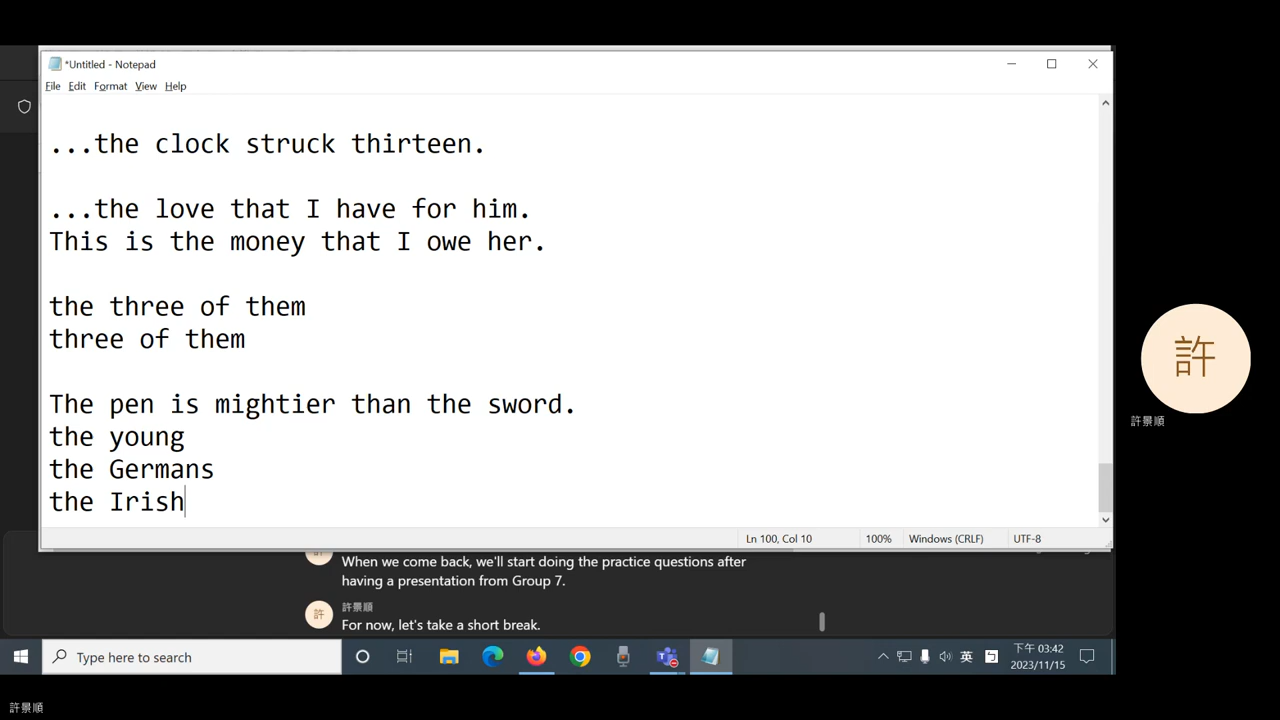 *Untitled - Notepad
File Edit Format View Help
...the clock struck thirteen.
...the love that I have for him.
This is the money that I owe her.
the three of them
three of them
The pen is mightier than the sword.
the young
the Germans
the Irish
Ln 100, Col 10 100% Windows (CRLF) UTF-8
許
許景順
When we come back, we'll start doing the practice questions after
having a presentation from Group 7.
許 許景順
For now, let's take a short break.
Type here to search
英
下午 03:42
2023/11/15
許景順